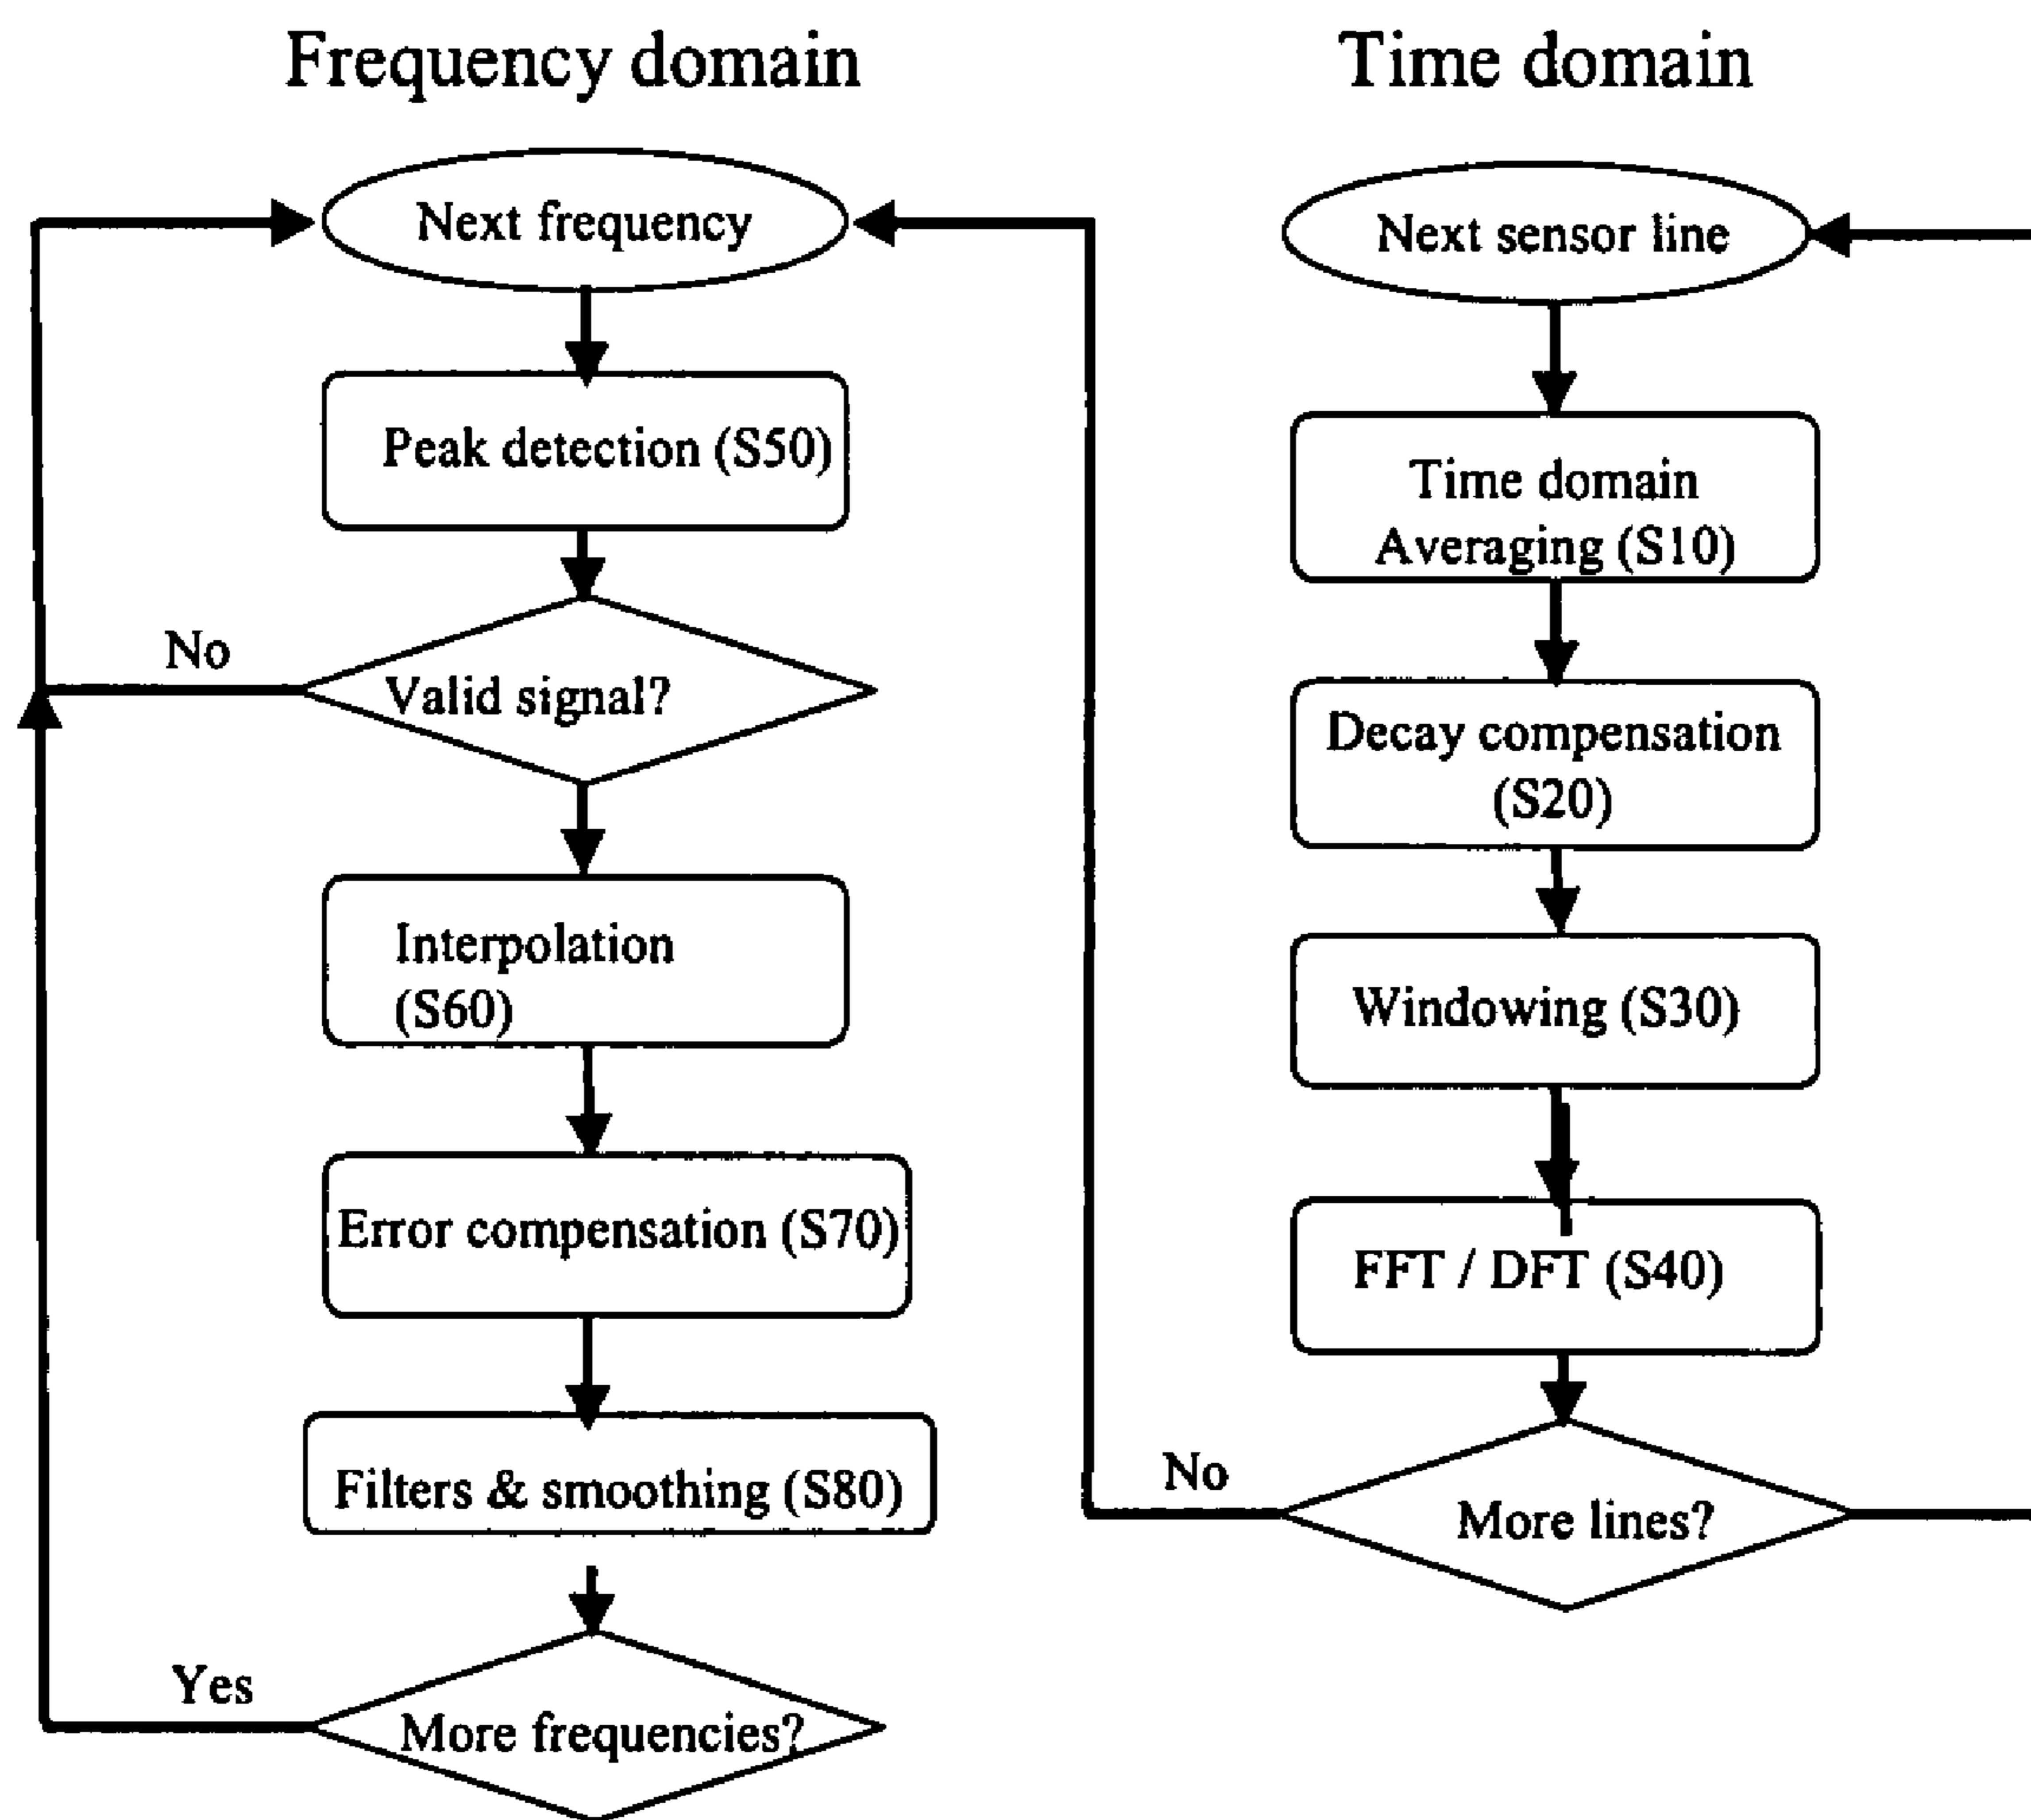 Frequency domain
Next frequency
Peak detection (S50)
No
Valid signal?
Interpolation
(S60)
Error compensation (S70)
Filters & smoothing (S80)
Yes
More frequencies?
Time domain
Next sensor line
Time domain
Averaging (S10)
Decay compensation
(S20)
Windowing (S30)
FFT / DFT (S40)
No
More lines?